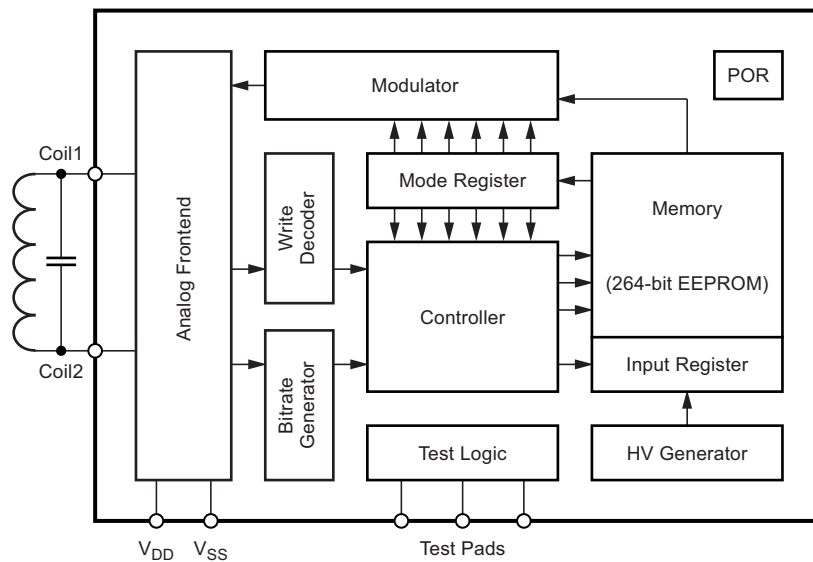 Modulator
POR
Coil1
Mode Register
Memory
(264-bit EEPROM)
Write
Decoder
Analog Frontend
Controller
Coil2
Bitrate
Generator
Input Register
Test Logic
HV Generator
VDD
VSS
Test Pads